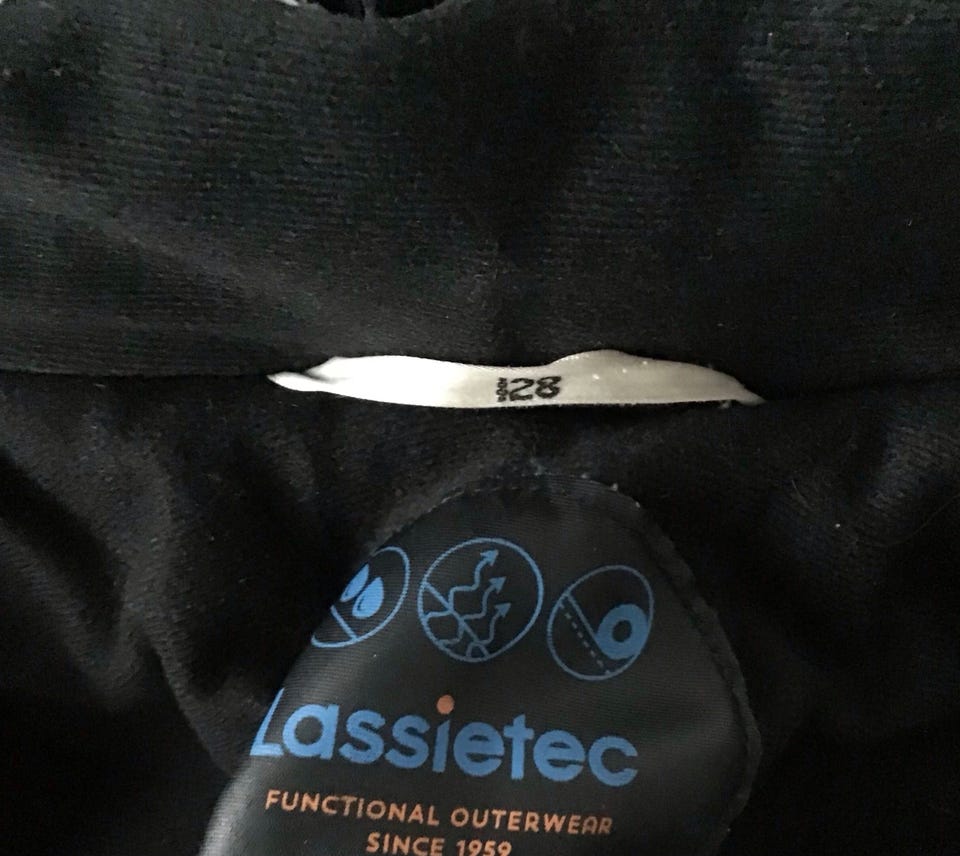 128
Lassietec
FUNCTIONAL OUTERWEAR
SINCE 1959